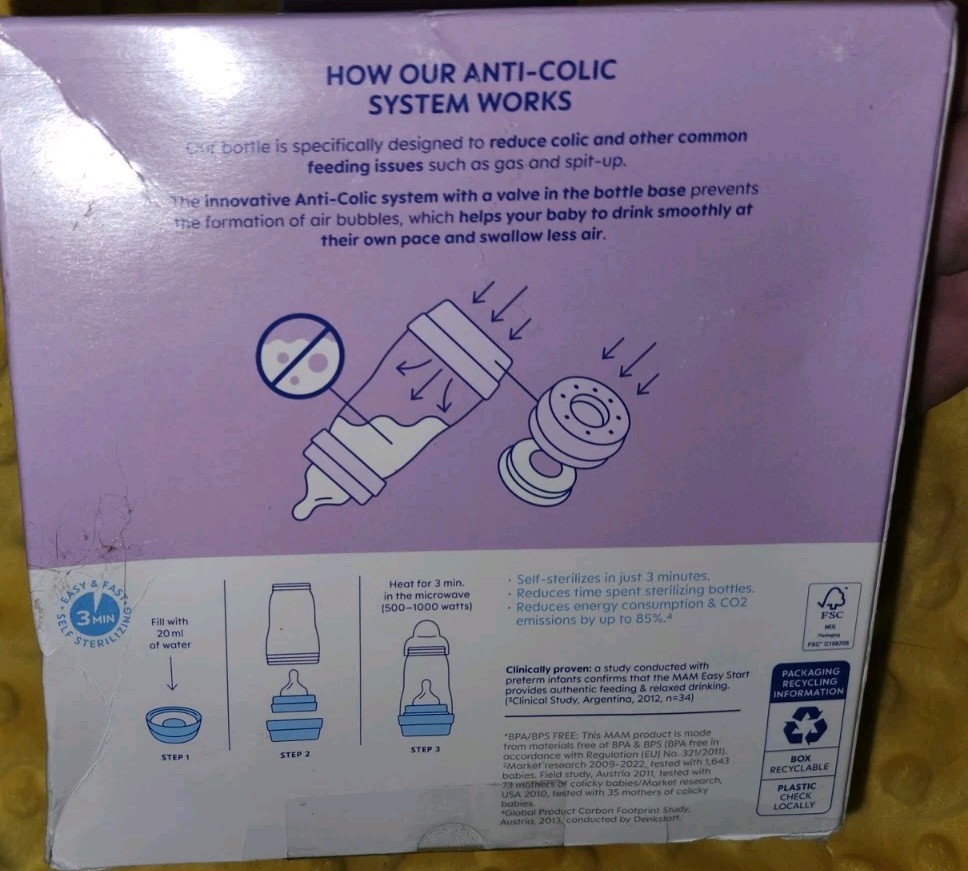 HOW OUR ANTI-COLIC
SYSTEM WORKS
Our bottle is specifically designed to reduce colic and other common
feeding issues such as gas and spit-up.
The innovative Anti-Colic system with a valve in the bottle base prevents
the formation of air bubbles, which helps your baby to drink smoothly at
their own pace and swallow less air.
• EASY & FAST •
SELF STERILIZING
3 MIN
Fill with
20 ml
of water
STEP 1
STEP 2
Heat for 3 min.
in the microwave
(500–1000 watts)
STEP 3
· Self-sterilizes in just 3 minutes.
· Reduces time spent sterilizing bottles.
· Reduces energy consumption & CO2
emissions by up to 85%.⁴
Clinically proven: a study conducted with
preterm infants confirms that the MAM Easy Start
provides authentic feeding & relaxed drinking.
(³Clinical Study, Argentina, 2012, n=34)
*BPA/BPS FREE: This MAM product is made
from materials free of BPA & BPS (BPA free in
accordance with Regulation (EU) No. 321/2011).
Market research 2009-2022, tested with 1,643
babies. Field study, Austria 2011, tested with
73 mothers of colicky babies/Market research,
USA 2010, tested with 35 mothers of colicky
babies.
⁴Global Product Carbon Footprint Study,
Austria, 2013, conducted by Denkstatt.
FSC
MIX
Packaging
PACKAGING
RECYCLING
INFORMATION
BOX
RECYCLABLE
PLASTIC
CHECK
LOCALLY